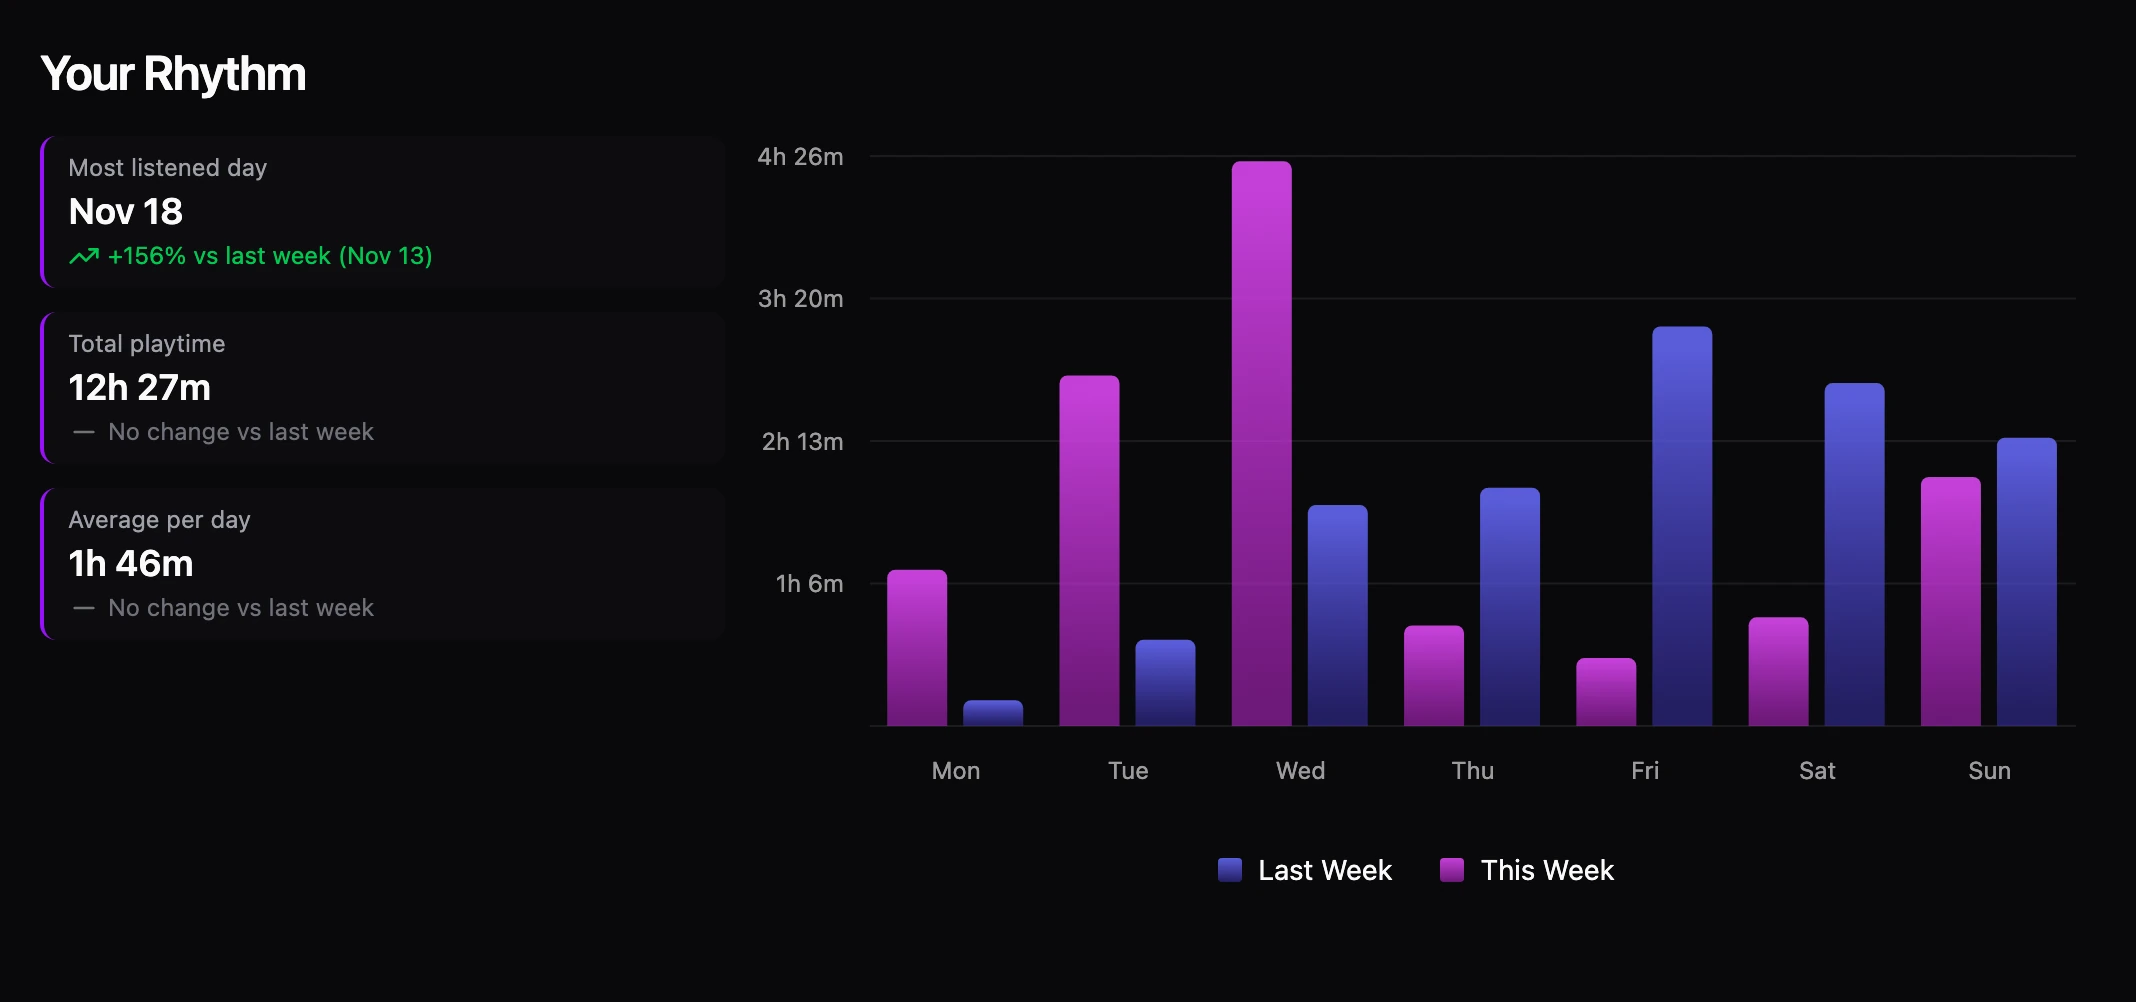 Your Rhythm
Most listened day
Nov 18
+156% vs last week (Nov 13)
Total playtime
12h 27m
No change vs last week
Average per day
1h 46m
No change vs last week
4h 26m
3h 20m
2h 13m
1h 6m
Mon Tue Wed Thu Fri Sat Sun
Last Week This Week